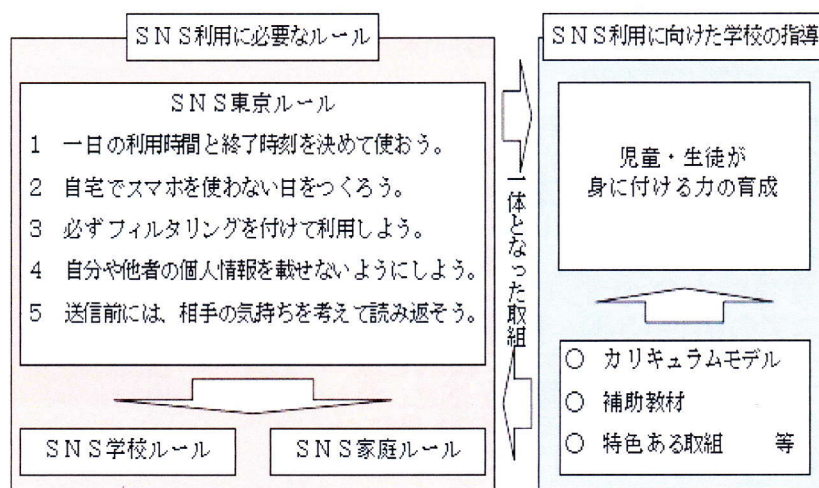 SNS利用に必要なルール
SNS東京ルール
1 一日の利用時間と終了時刻を決めて使おう。
2 自宅でスマホを使わない日をつくろう。
3 必ずフィルタリングを付けて利用しよう。
4 自分や他者の個人情報を載せないようにしよう。
5 送信前には、相手の気持ちを考えて読み返そう。
SNS学校ルール
SNS家庭ルール
一体となった取組
SNS利用に向けた学校の指導
児童・生徒が
身に付ける力の育成
○ カリキュラムモデル
○ 補助教材
○ 特色ある取組 等